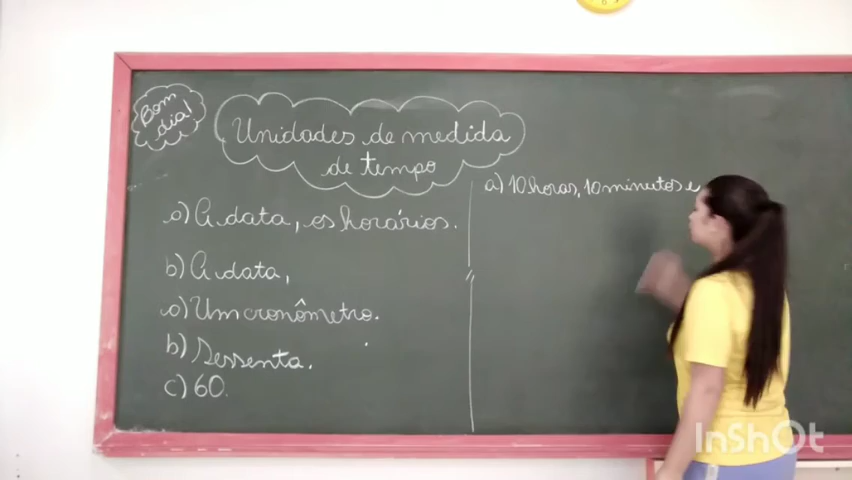 Bom
dia!
Unidades de medida
de tempo
a) A data, os horários.
b) A data,
a) Um cronômetro.
b) Sessenta.
c) 60.
a) 10 horas, 10 minutos e
InShOt